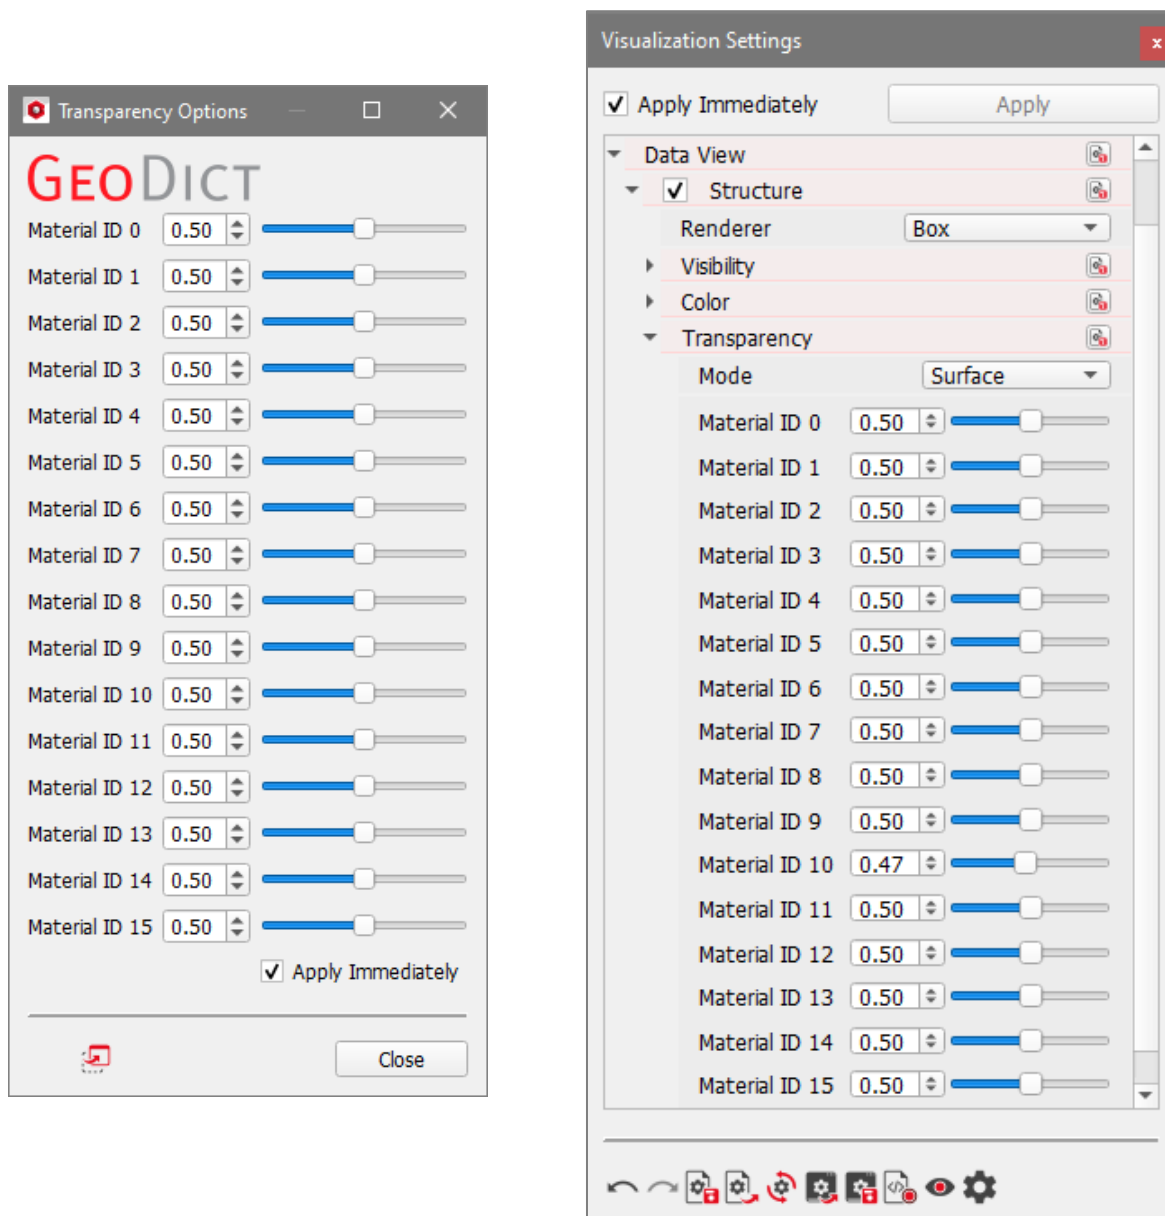 Transparency Options
GEODICT
Material ID 0 0.50
Material ID 1 0.50
Material ID 2 0.50
Material ID 3 0.50
Material ID 4 0.50
Material ID 5 0.50
Material ID 6 0.50
Material ID 7 0.50
Material ID 8 0.50
Material ID 9 0.50
Material ID 10 0.50
Material ID 11 0.50
Material ID 12 0.50
Material ID 13 0.50
Material ID 14 0.50
Material ID 15 0.50
Apply Immediately
Close
Visualization Settings
x
Apply Immediately Apply
Data View
Structure
Renderer Box
Visibility
Color
Transparency
Mode Surface
Material ID 0 0.50
Material ID 1 0.50
Material ID 2 0.50
Material ID 3 0.50
Material ID 4 0.50
Material ID 5 0.50
Material ID 6 0.50
Material ID 7 0.50
Material ID 8 0.50
Material ID 9 0.50
Material ID 10 0.47
Material ID 11 0.50
Material ID 12 0.50
Material ID 13 0.50
Material ID 14 0.50
Material ID 15 0.50